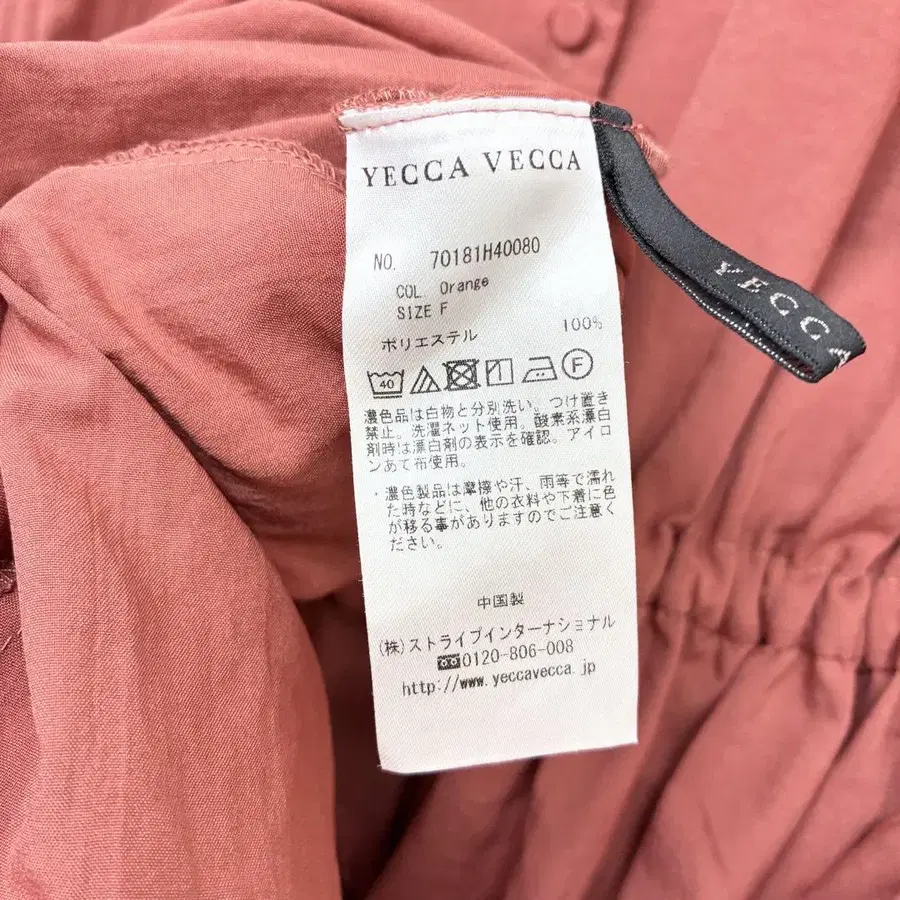 YECCA VECCA
NO. 70181H40080
COL. Orange
SIZE F
ポリエステル 100%
40 F
濃色品は白物と分別洗い。つけ置き
禁止。洗濯ネット使用。酸素系漂白
剤時は漂白剤の表示を確認。アイロ
ンあて布使用。
・濃色製品は摩擦や汗、雨等で濡れ
た時などに、他の衣料や下着に色
が移る事がありますのでご注意く
ださい。
中国製
(株)ストライプインターナショナル
0120-806-008
http://www.yeccavecca.jp
YECCA